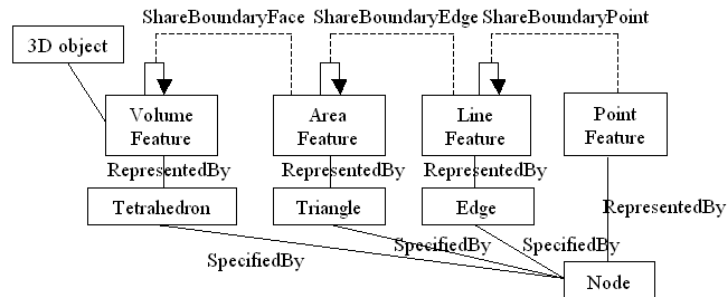 ShareBoundaryFace
ShareBoundaryEdge
ShareBoundaryPoint
3D object
Volume
Feature
Area
Feature
Line
Feature
Point
Feature
RepresentedBy
RepresentedBy
RepresentedBy
Tetrahedron
Triangle
Edge
RepresentedBy
SpecifiedBy
SpecifiedBy
SpecifiedBy
Node